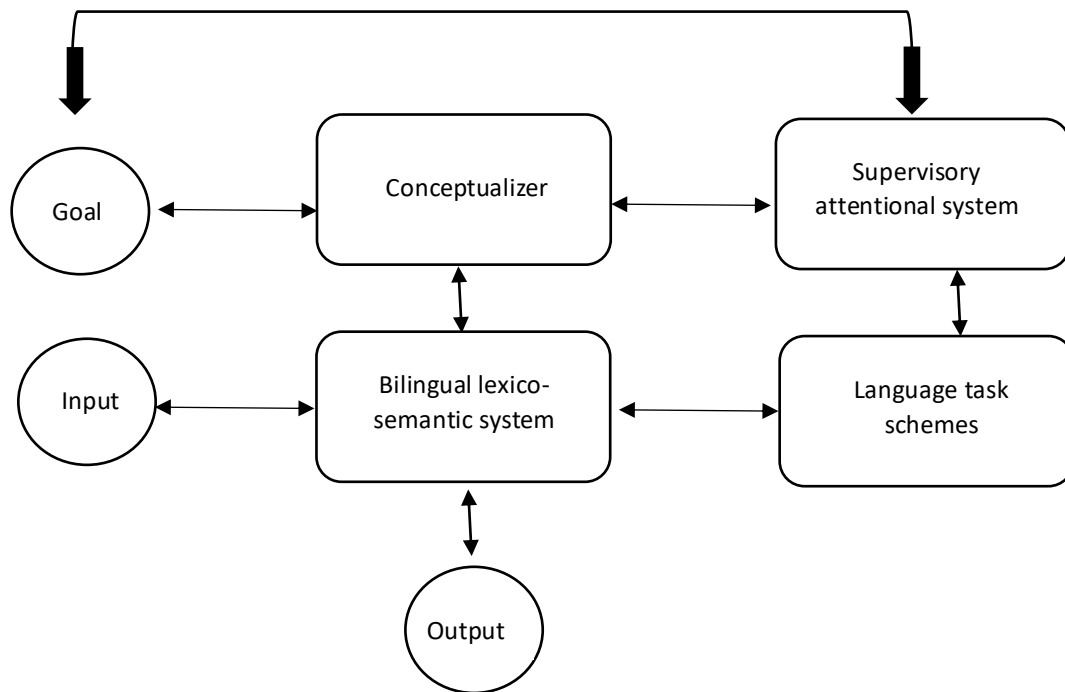 Goal
Conceptualizer
Supervisory
attentional system
Input
Bilingual lexico-
semantic system
Language task
schemes
Output